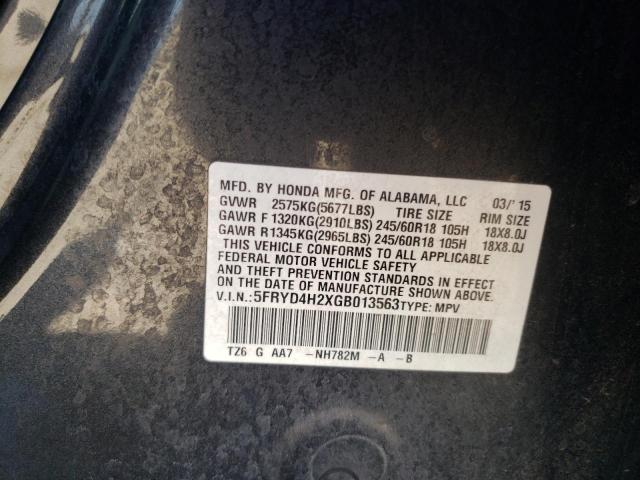 MFD. BY HONDA MFG. OF ALABAMA, LLC 03/'15
GVWR 2575KG(5677LBS) TIRE SIZE RIM SIZE
GAWR F 1320KG(2910LBS) 245/60R18 105H 18X8.0J
GAWR R 1345KG(2965LBS) 245/60R18 105H 18X8.0J
THIS VEHICLE CONFORMS TO ALL APPLICABLE
FEDERAL MOTOR VEHICLE SAFETY
AND THEFT PREVENTION STANDARDS IN EFFECT
ON THE DATE OF MANUFACTURE SHOWN ABOVE.
V.I.N.:5FRYD4H2XGB013563 TYPE: MPV
TZ6 G AA7 -NH782M -A -B